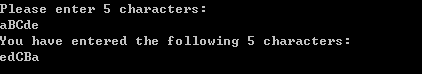 Please enter 5 characters:
aBCde
You have entered the following 5 characters:
edCBa